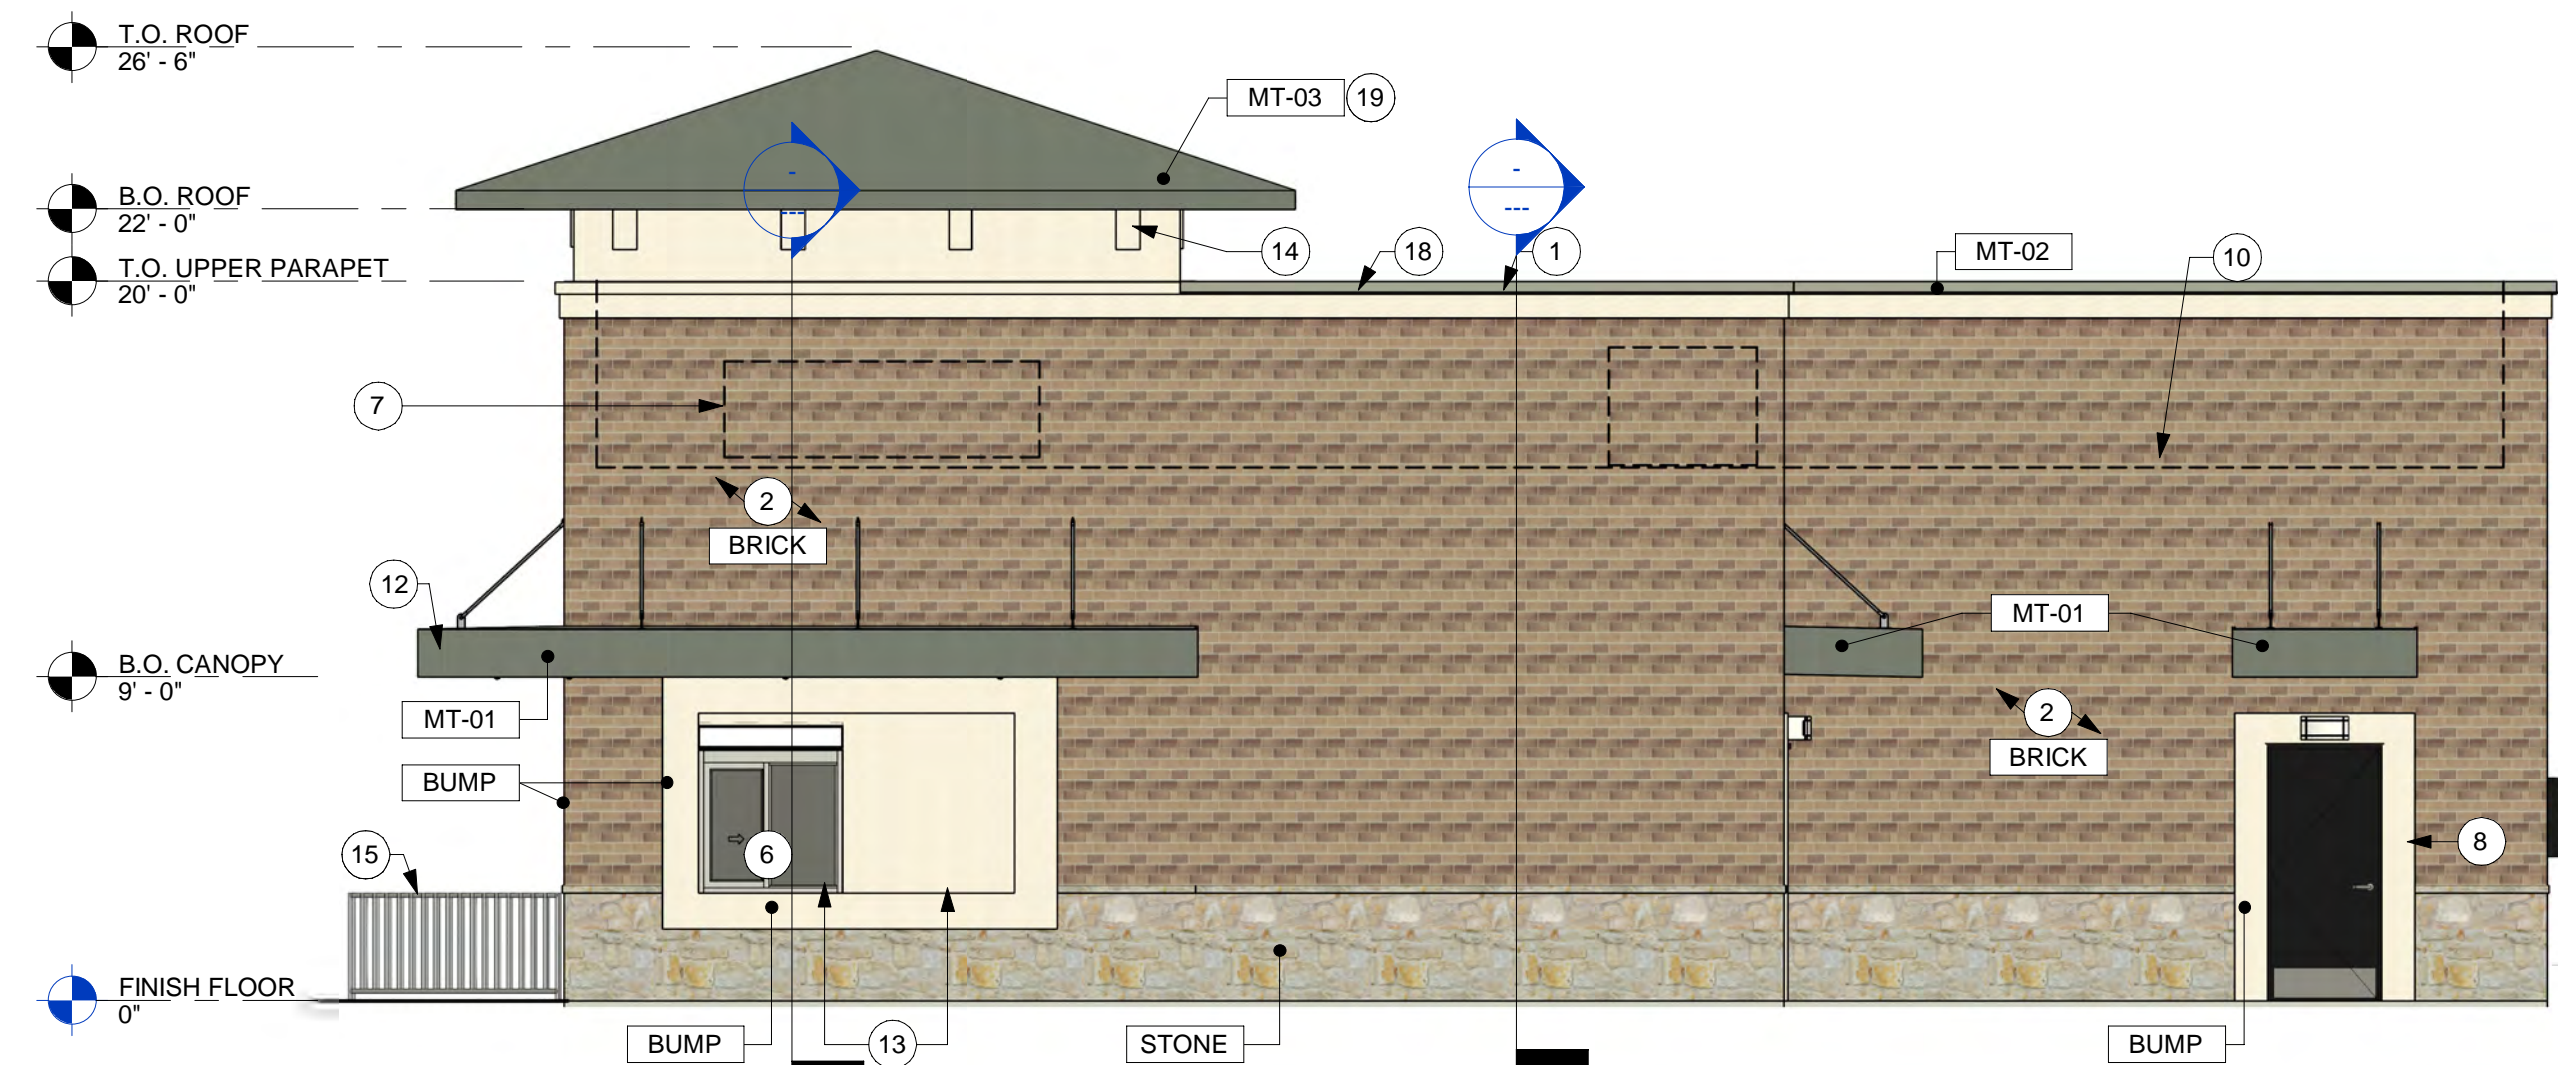 T.O. ROOF
26' - 6"
MT-03 19
B.O. ROOF
22' - 0"
-
---
-
---
14
18
1
MT-02
10
T.O. UPPER PARAPET
20' - 0"
7
2
BRICK
12
MT-01
B.O. CANOPY
9' - 0"
MT-01
2
BRICK
BUMP
15
6
8
FINISH FLOOR
0"
BUMP
13
STONE
BUMP